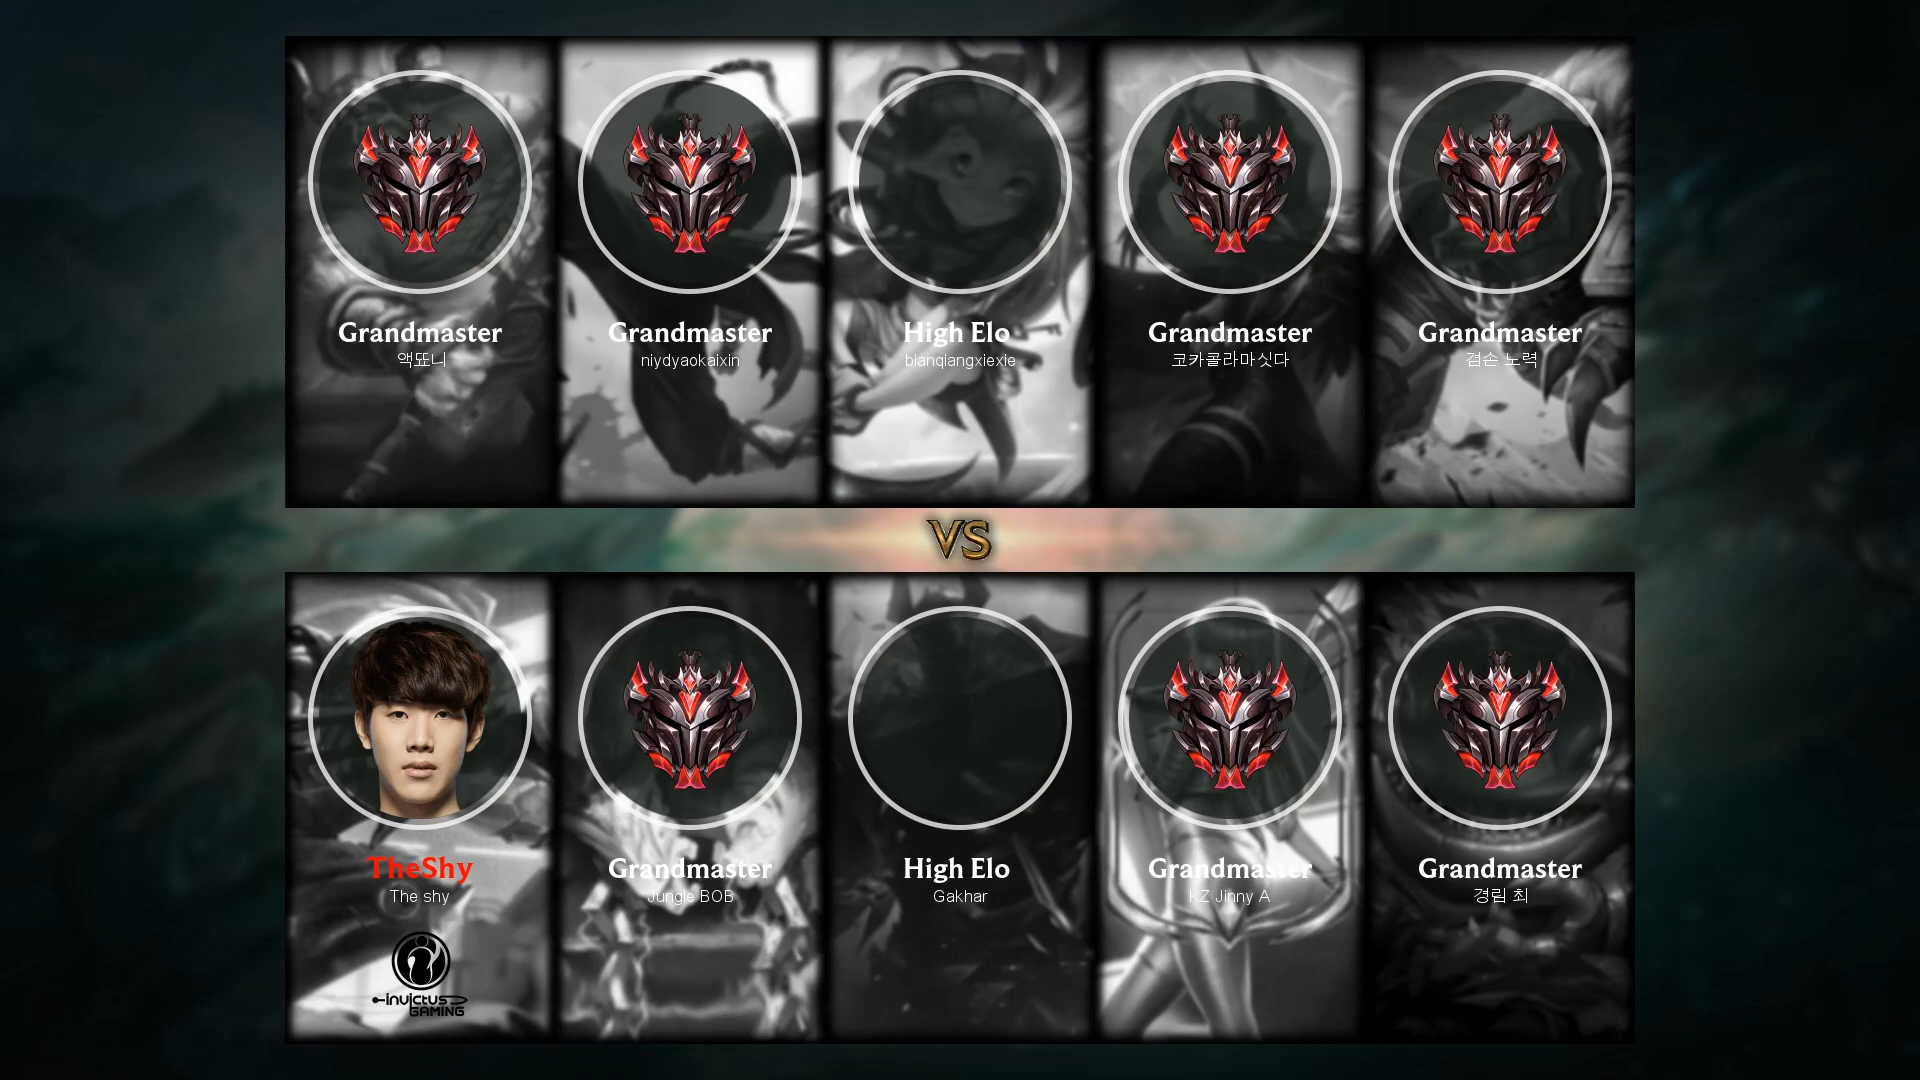 Grandmaster
액뚀니
Grandmaster
niydyaokaixin
High Elo
bianqiangxiexie
Grandmaster
코카콜라마싯다
Grandmaster
겸손 노력
VS
TheShy
The shy
invictus
GAMING
Grandmaster
Jungle BOB
High Elo
Gakhar
Grandmaster
KZ Jinny A
Grandmaster
경림 최